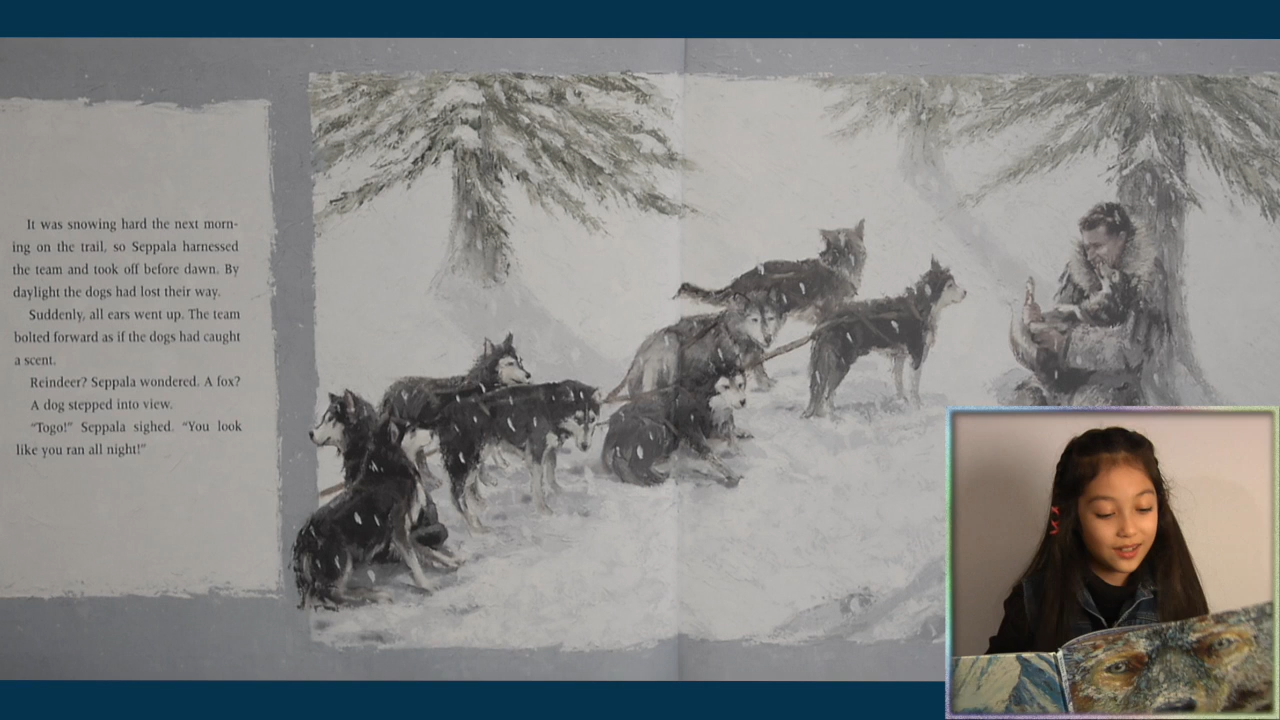 It was snowing hard the next morn-
ing on the trail, so Seppala harnessed
the team and took off before dawn. By
daylight the dogs had lost their way.
Suddenly, all ears went up. The team
bolted forward as if the dogs had caught
a scent.
Reindeer? Seppala wondered. A fox?
A dog stepped into view.
“Togo!” Seppala sighed. “You look
like you ran all night!”